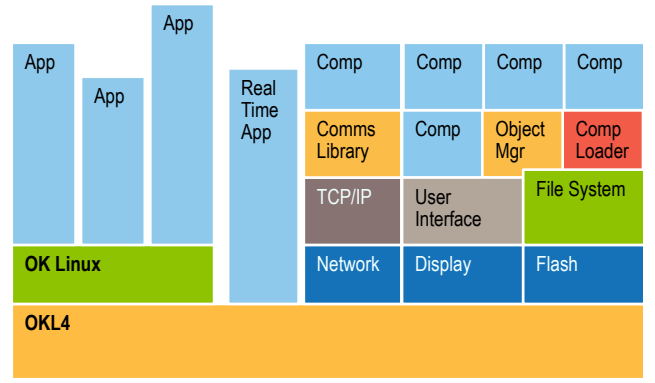 App
App
App
Real
Time
App
Comp
Comp
Comp
Comp
Comms
Library
Comp
Object
Mgr
Comp
Loader
TCP/IP
User
Interface
File System
OK Linux
Network
Display
Flash
OKL4